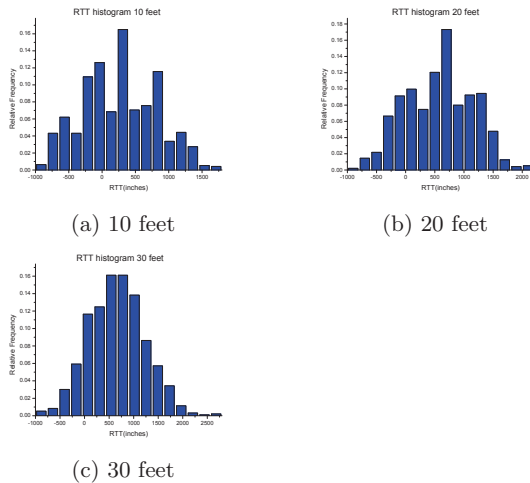 RTT histogram 10 feet
Relative Frequency
0.16
0.14
0.12
0.10
0.08
0.06
0.04
0.02
0.00
-1000 -500 0 500 1000 1500
RTT(inches)
(a) 10 feet
RTT histogram 20 feet
Relative Frequency
0.16
0.14
0.12
0.10
0.08
0.06
0.04
0.02
0.00
-1000 -500 0 500 1000 1500 2000
RTT(inches)
(b) 20 feet
RTT histogram 30 feet
Relative Frequency
0.16
0.14
0.12
0.10
0.08
0.06
0.04
0.02
0.00
-1000 -500 0 500 1000 1500 2000 2500
RTT(inches)
(c) 30 feet